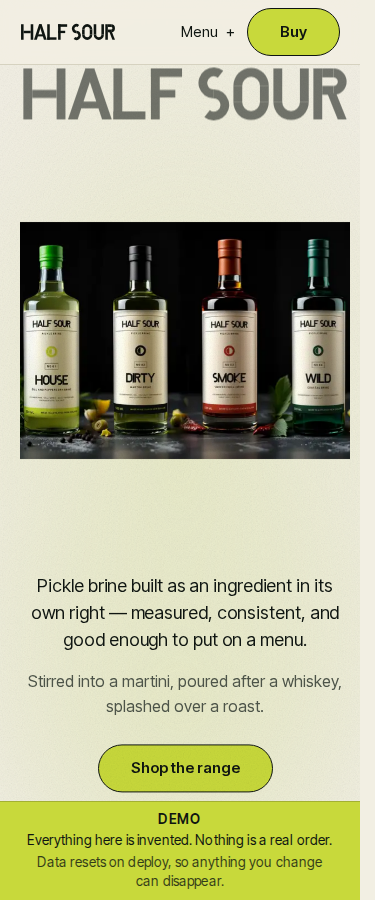 HALF SOUR
Menu +
Buy
HALF SOUR
HALF SOUR
HOUSE
HALF SOUR
DIRTY
HALF SOUR
SMOKE
HALF SOUR
WILD
Pickle brine built as an ingredient in its
own right — measured, consistent, and
good enough to put on a menu.
Stirred into a martini, poured after a whiskey,
splashed over a roast.
Shop the range
DEMO
Everything here is invented. Nothing is a real order.
Data resets on deploy, so anything you change
can disappear.